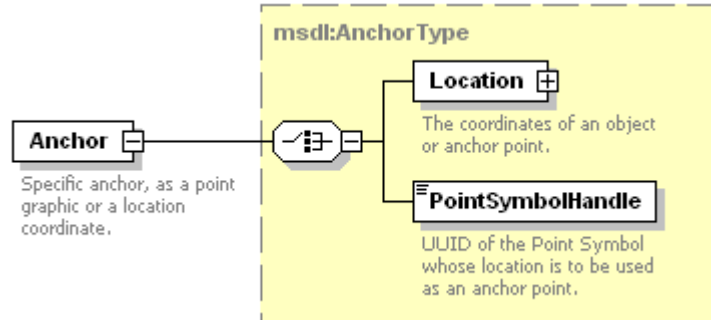 msdl:AnchorType
Location
The coordinates of an object
or anchor point.
Anchor
Specific anchor, as a point
graphic or a location
coordinate.
PointSymbolHandle
UUID of the Point Symbol
whose location is to be used
as an anchor point.